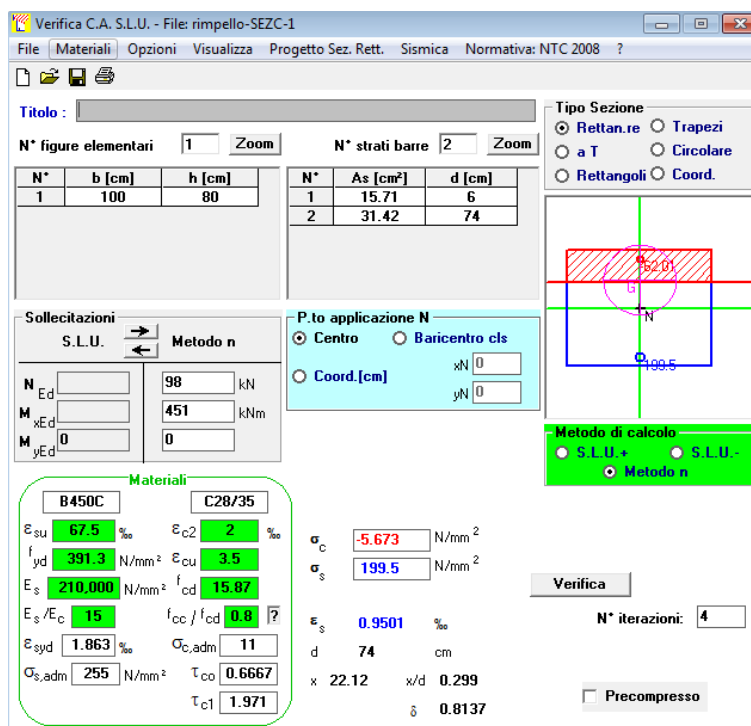 Verifica C.A. S.L.U. - File: rimpello-SEZC-1
File Materiali Opzioni Visualizza Progetto Sez. Rett. Sismica Normativa: NTC 2008 ?
Titolo :
N° figure elementari 1 Zoom N° strati barre 2 Zoom
N° b [cm] h [cm]
1 100 80
N° As [cm²] d [cm]
1 15.71 6
2 31.42 74
Tipo Sezione
Rettan.re Trapezi
a T Circolare
Rettangoli Coord.
62.01
G
N
199.5
Sollecitazioni
S.L.U. Metodo n
N Ed 98 kN
M xEd 451 kNm
M yEd 0 0
P.to applicazione N
Centro Baricentro cls
Coord.[cm] xN 0
yN 0
Metodo di calcolo
S.L.U.+ S.L.U.-
Metodo n
Materiali
B450C C28/35
εsu 67.5 ‰ εc2 2 ‰
fyd 391.3 N/mm² εcu 3.5
Es 210,000 N/mm² fcd 15.87
Es /Ec 15 fcc / fcd 0.8 ?
εsyd 1.863 ‰ σc,adm 11
σs,adm 255 N/mm² τco 0.6667
τc1 1.971
σc -5.673 N/mm²
σs 199.5 N/mm²
εs 0.9501 ‰
d 74 cm
x 22.12 x/d 0.299
δ 0.8137
Verifica
N° iterazioni: 4
Precompresso